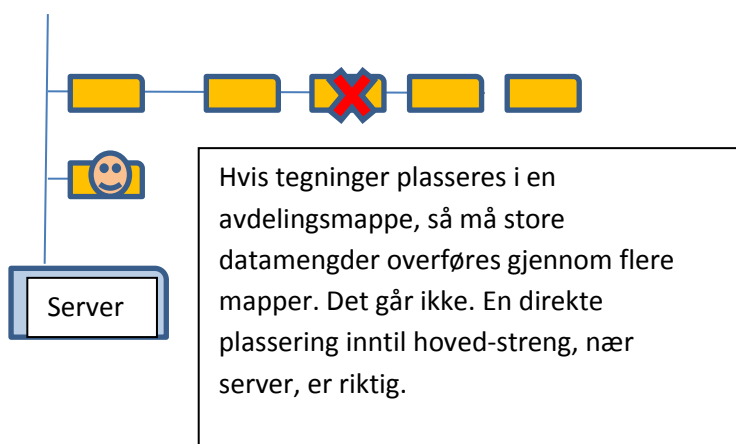 Hvis tegninger plasseres i en
avdelingsmappe, så må store
datamengder overføres gjennom flere
mapper. Det går ikke. En direkte
plassering inntil hoved-streng, nær
server, er riktig.
Server